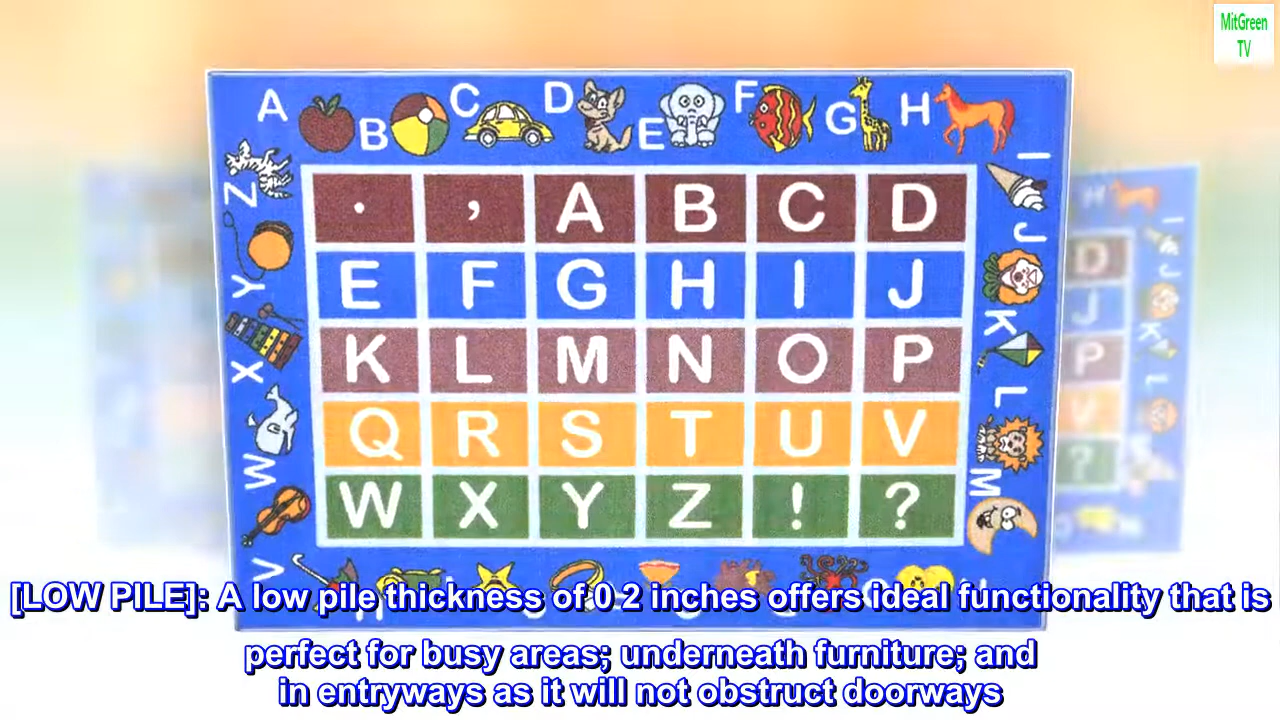 MitGreen
TV
A B C D E F G H
Z I
Y J
X K
W L
V M
. , A B C D
E F G H I J
K L M N O P
Q R S T U V
W X Y Z ! ?
[LOW PILE]: A low pile thickness of 0 2 inches offers ideal functionality that is
perfect for busy areas; underneath furniture; and
in entryways as it will not obstruct doorways